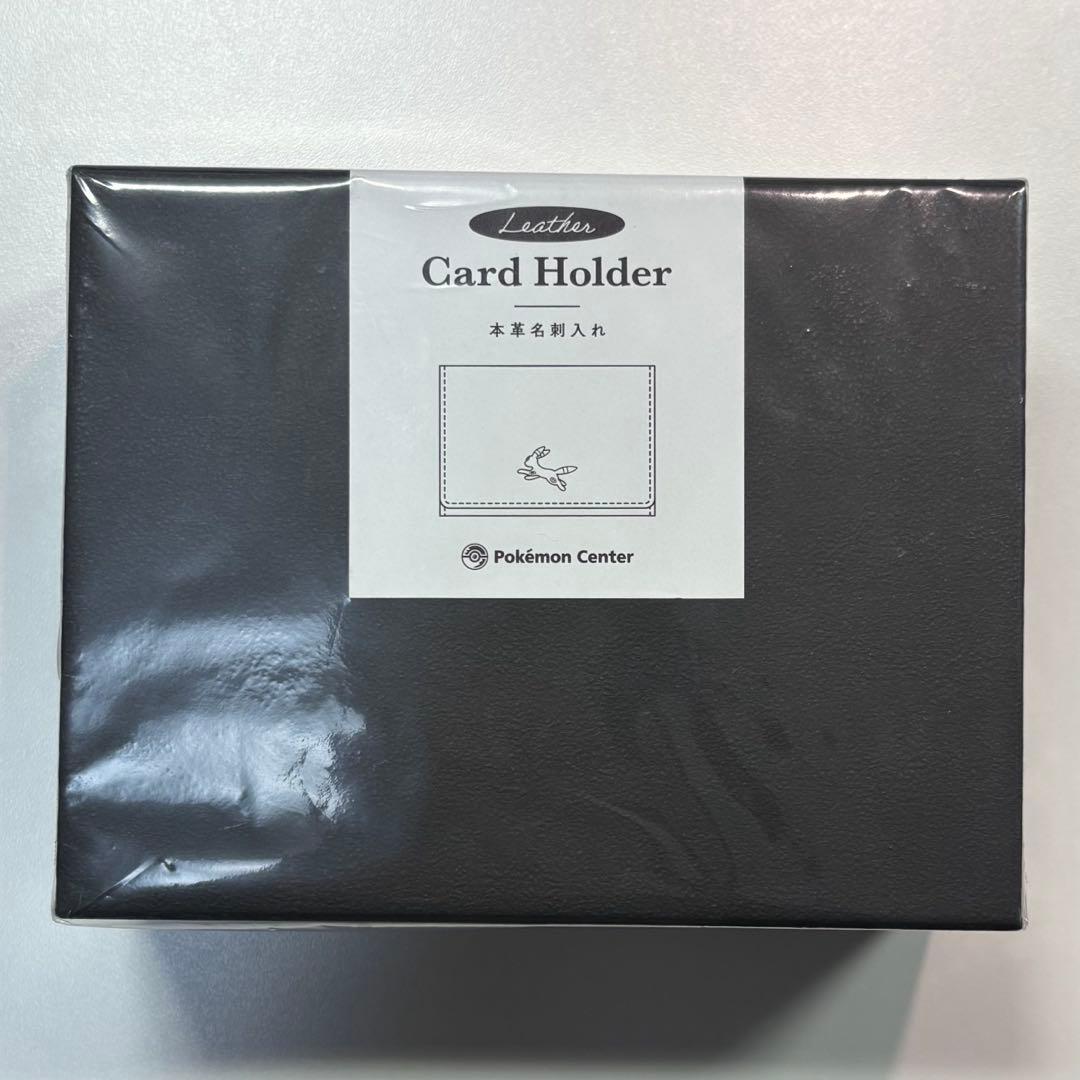 Leather
Card Holder
本革名刺入れ
Pokémon Center